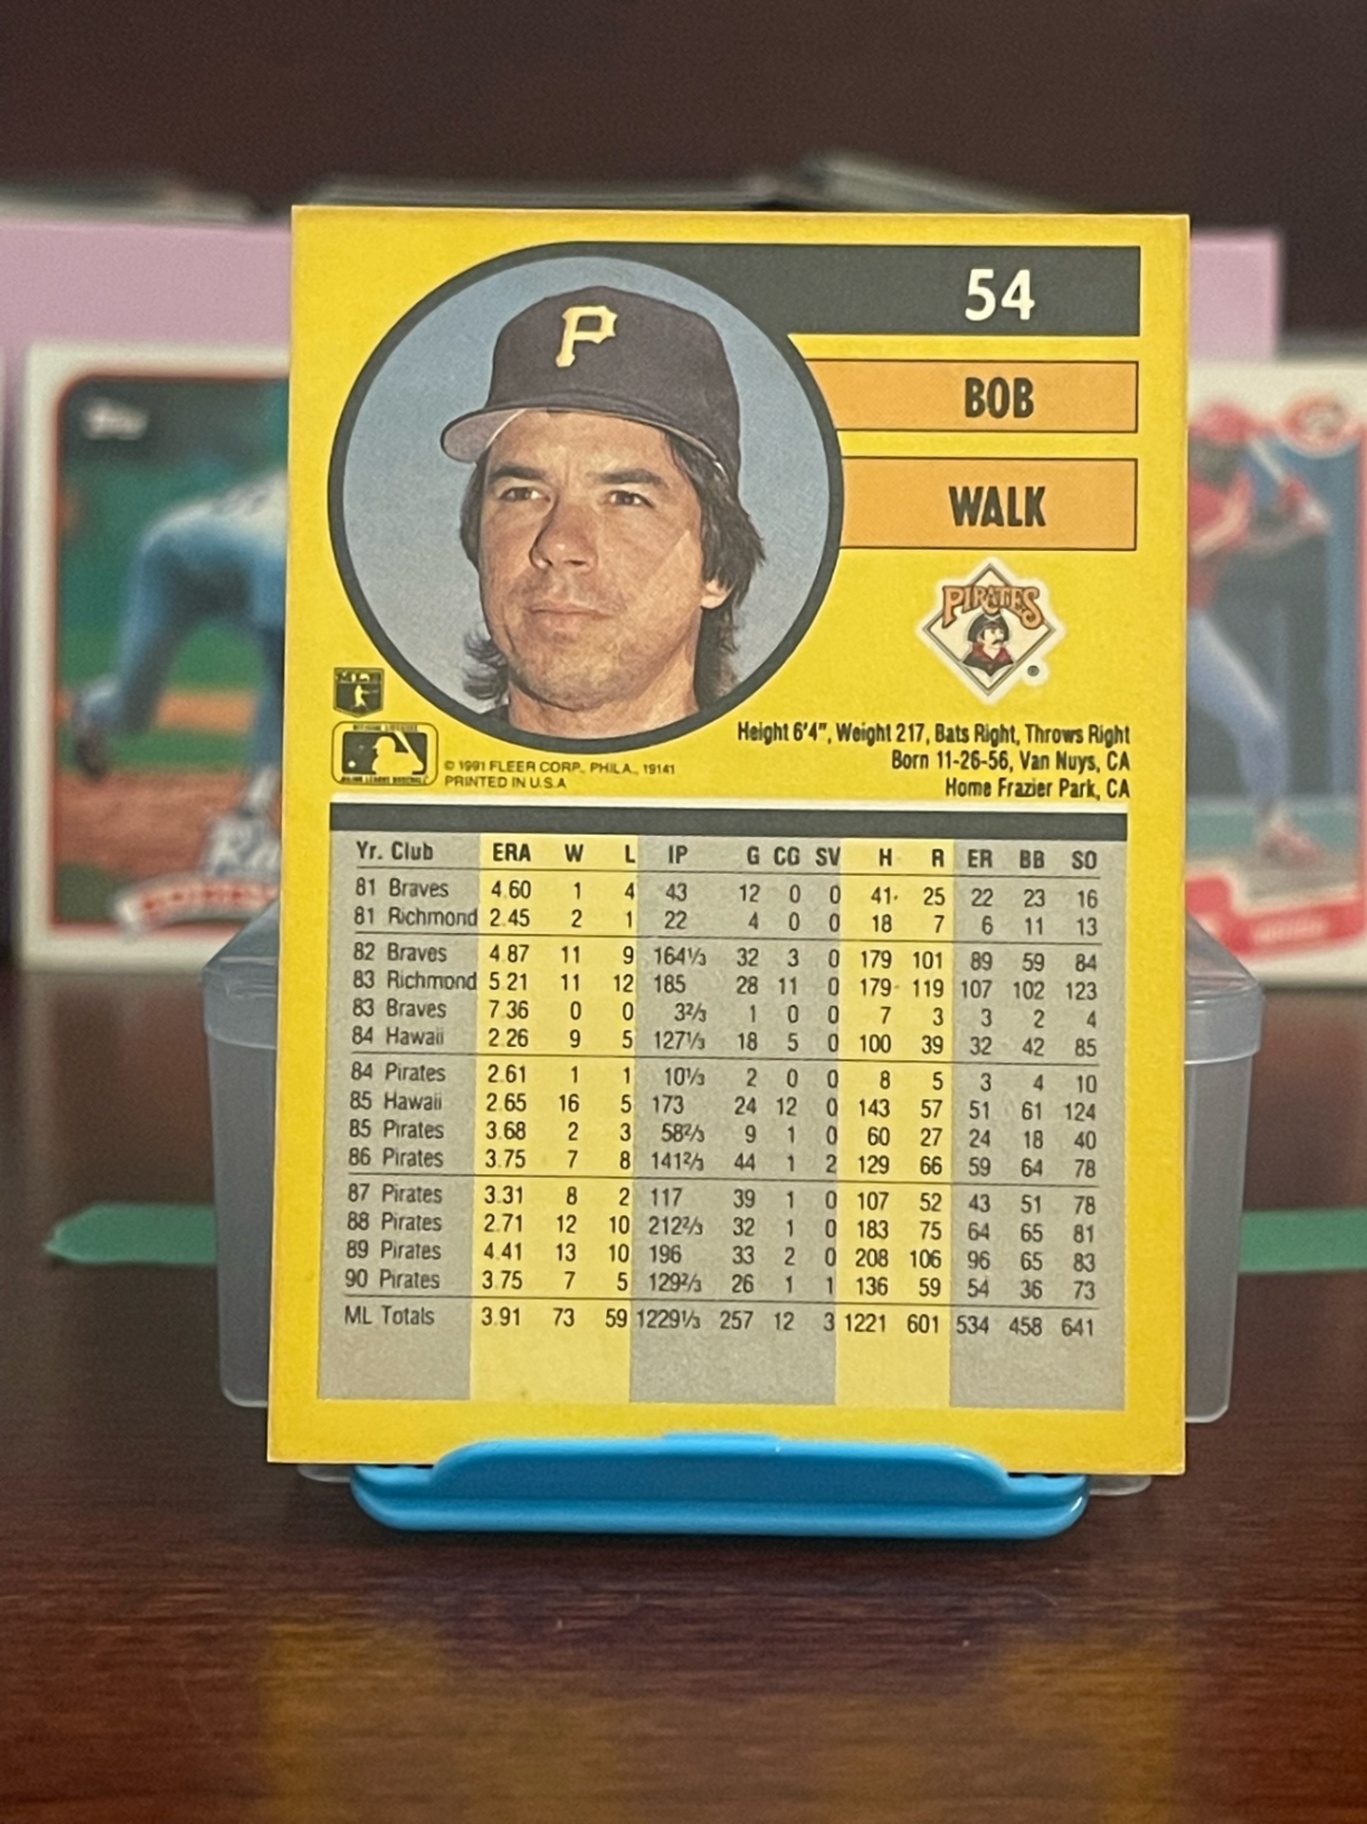 54
BOB
WALK
P
PIRATES
Height 6'4", Weight 217, Bats Right, Throws Right
Born 11-26-56, Van Nuys, CA
Home Frazier Park, CA
© 1991 FLEER CORP., PHILA., 19141
PRINTED IN U.S.A
Yr. Club ERA W L IP G CG SV H R ER BB SO
81 Braves 4.60 1 4 43 12 0 0 41 25 22 23 16
81 Richmond 2.45 2 1 22 4 0 0 18 7 6 11 13
82 Braves 4.87 11 9 164⅓ 32 3 0 179 101 89 59 84
83 Richmond 5.21 11 12 185 28 11 0 179 119 107 102 123
83 Braves 7.36 0 0 3⅔ 1 0 0 7 3 3 2 4
84 Hawaii 2.26 9 5 127⅓ 18 5 0 100 39 32 42 85
84 Pirates 2.61 1 1 10⅓ 2 0 0 8 5 3 4 10
85 Hawaii 2.65 16 5 173 24 12 0 143 57 51 61 124
85 Pirates 3.68 2 3 58⅔ 9 1 0 60 27 24 18 40
86 Pirates 3.75 7 8 141⅔ 44 1 2 129 66 59 64 78
87 Pirates 3.31 8 2 117 39 1 0 107 52 43 51 78
88 Pirates 2.71 12 10 212⅔ 32 1 0 183 75 64 65 81
89 Pirates 4.41 13 10 196 33 2 0 208 106 96 65 83
90 Pirates 3.75 7 5 129⅔ 26 1 1 136 59 54 36 73
ML Totals 3.91 73 59 1229⅓ 257 12 3 1221 601 534 458 641